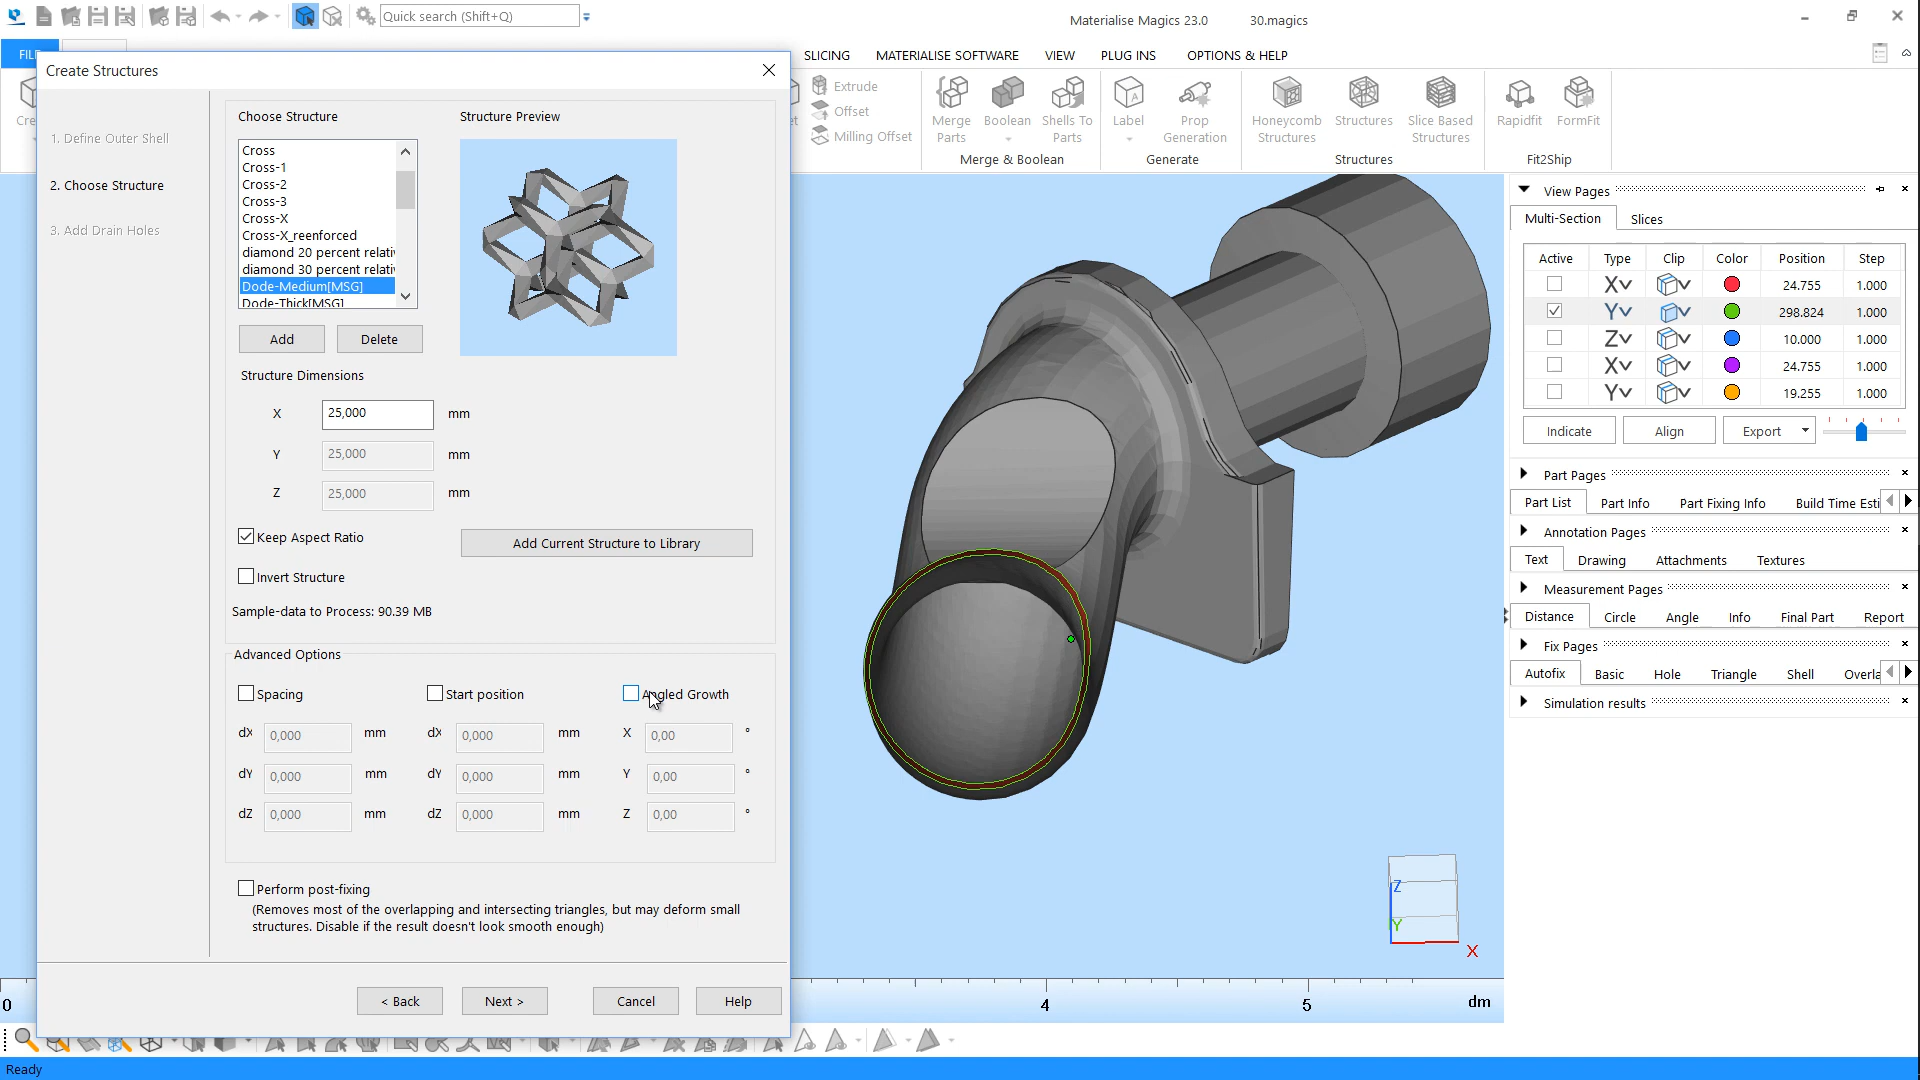 Quick search (Shift+Q)
Materialise Magics 23.0
30.magics
SLICING
MATERIALISE SOFTWARE
VIEW
PLUG INS
OPTIONS & HELP
Create Structures
Extrude
Offset
Milling Offset
Merge Parts
Boolean
Shells To Parts
Label
Prop Generation
Honeycomb Structures
Structures
Slice Based Structures
Rapidfit
FormFit
Merge & Boolean
Generate
Structures
Fit2Ship
1. Define Outer Shell
2. Choose Structure
3. Add Drain Holes
Choose Structure
Structure Preview
Cross
Cross-1
Cross-2
Cross-3
Cross-X
Cross-X_reenforced
diamond 20 percent relati
diamond 30 percent relati
Dode-Medium[MSG]
Dode-Thick[MSG]
Add
Delete
Structure Dimensions
X 25,000 mm
Y 25,000 mm
Z 25,000 mm
Keep Aspect Ratio
Add Current Structure to Library
Invert Structure
Sample-data to Process: 90.39 MB
Advanced Options
Spacing
Start position
Angled Growth
dX 0,000 mm dX 0,000 mm X 0,00 °
dY 0,000 mm dY 0,000 mm Y 0,00 °
dZ 0,000 mm dZ 0,000 mm Z 0,00 °
Perform post-fixing
(Removes most of the overlapping and intersecting triangles, but may deform small
structures. Disable if the result doesn't look smooth enough)
< Back
Next >
Cancel
Help
Z
Y
X
0
4
5
dm
View Pages
Multi-Section
Slices
Active Type Clip Color Position Step
X 24.755 1.000
Y 298.824 1.000
Z 10.000 1.000
X 24.755 1.000
Y 19.255 1.000
Indicate
Align
Export
Part Pages
Part List
Part Info
Part Fixing Info
Build Time Esti
Annotation Pages
Text
Drawing
Attachments
Textures
Measurement Pages
Distance
Circle
Angle
Info
Final Part
Report
Fix Pages
Autofix
Basic
Hole
Triangle
Shell
Overla
Simulation results
Ready